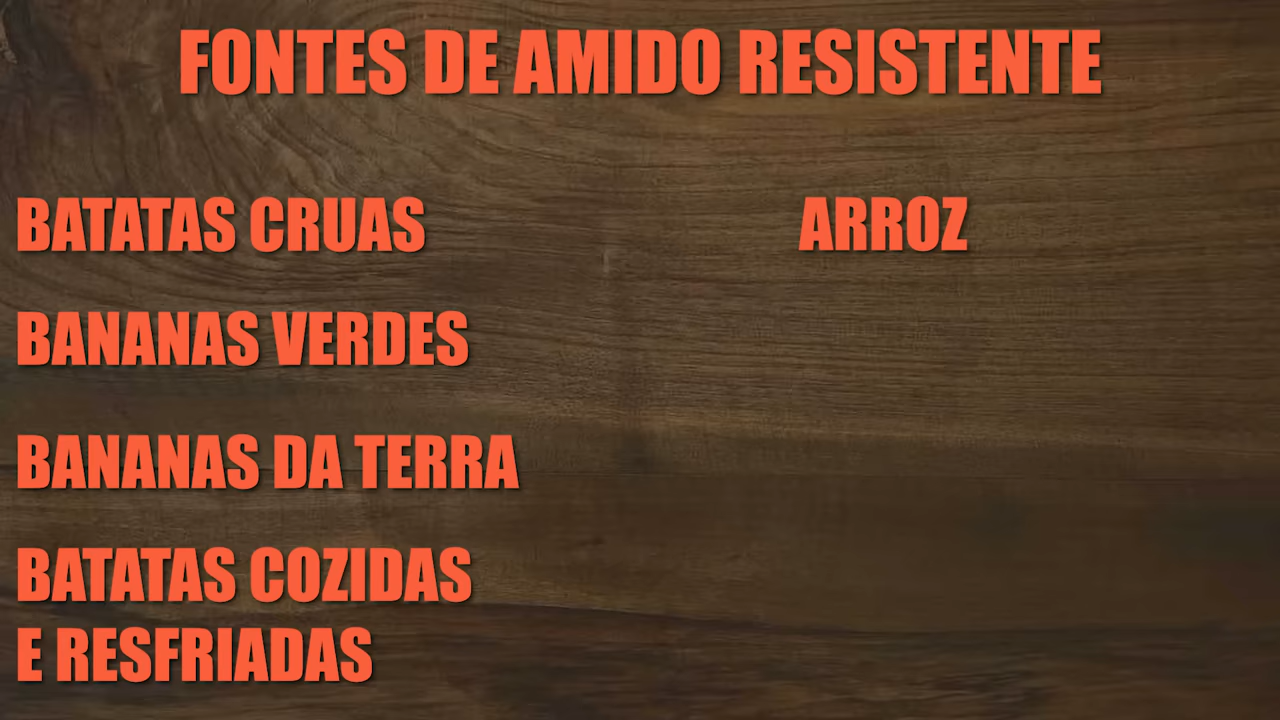 FONTES DE AMIDO RESISTENTE
BATATAS CRUAS
BANANAS VERDES
BANANAS DA TERRA
BATATAS COZIDAS
E RESFRIADAS
ARROZ